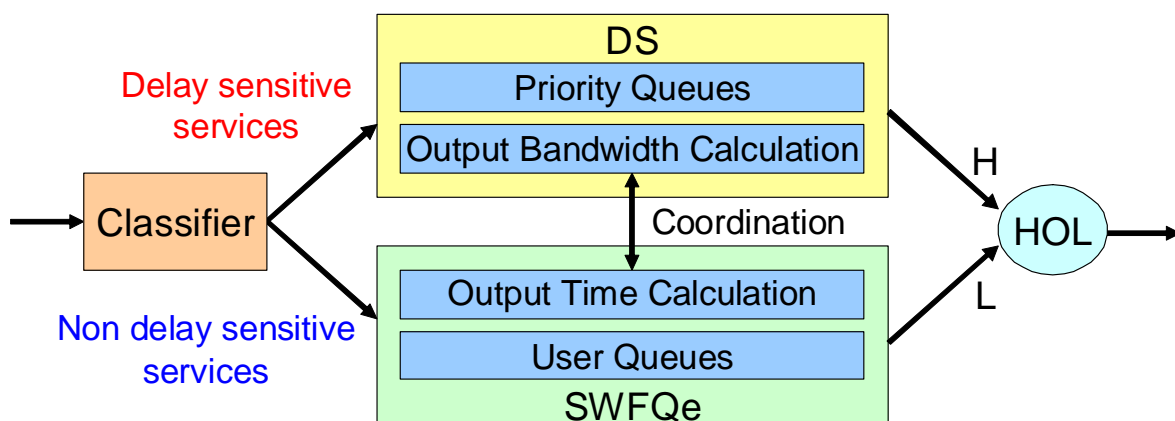 DS
Delay sensitive
services
Priority Queues
Output Bandwidth Calculation
H
Classifier
Coordination
HOL
Output Time Calculation
L
Non delay sensitive
services
User Queues
SWFQe